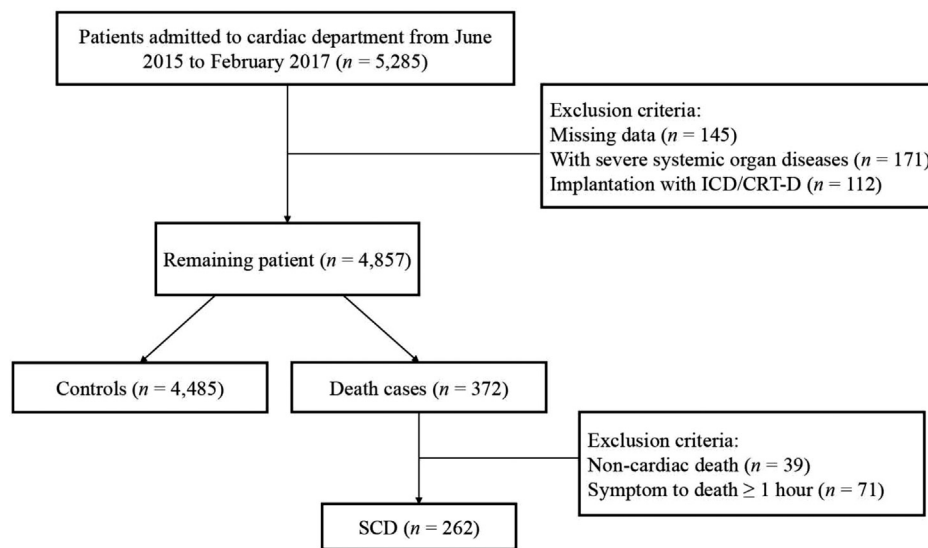 Patients admitted to cardiac department from June
2015 to February 2017 (n = 5,285)
Exclusion criteria:
Missing data (n = 145)
With severe systemic organ diseases (n = 171)
Implantation with ICD/CRT-D (n = 112)
Remaining patient (n = 4,857)
Controls (n = 4,485)
Death cases (n = 372)
Exclusion criteria:
Non-cardiac death (n = 39)
Symptom to death ≥ 1 hour (n = 71)
SCD (n = 262)